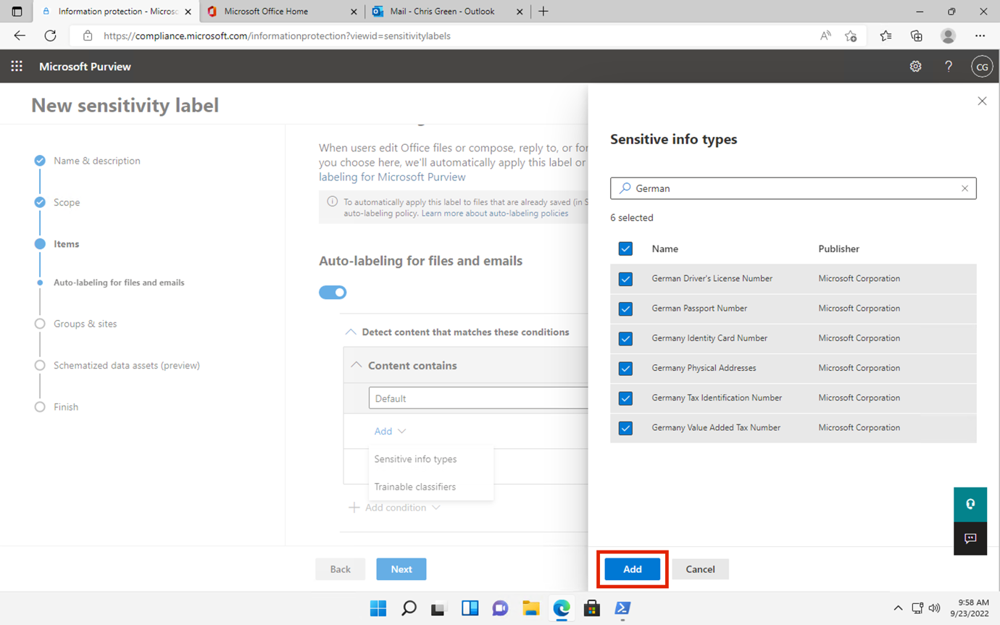 Information protection - Microsc
Microsoft Office Home
Mail - Chris Green - Outlook
https://compliance.microsoft.com/informationprotection?viewid=sensitivitylabels
Microsoft Purview
CG
New sensitivity label
Name & description
Scope
Items
Auto-labeling for files and emails
Groups & sites
Schematized data assets (preview)
Finish
When users edit Office files or compose, reply to, or for
you choose here, we'll automatically apply this label or
labeling for Microsoft Purview
To automatically apply this label to files that are already saved (in S
auto-labeling policy. Learn more about auto-labeling policies
Auto-labeling for files and emails
Detect content that matches these conditions
Content contains
Default
Add
Sensitive info types
Trainable classifiers
Add condition
Back
Next
Sensitive info types
German
6 selected
Name Publisher
German Driver's License Number Microsoft Corporation
German Passport Number Microsoft Corporation
Germany Identity Card Number Microsoft Corporation
Germany Physical Addresses Microsoft Corporation
Germany Tax Identification Number Microsoft Corporation
Germany Value Added Tax Number Microsoft Corporation
Add
Cancel
9:58 AM
9/23/2022